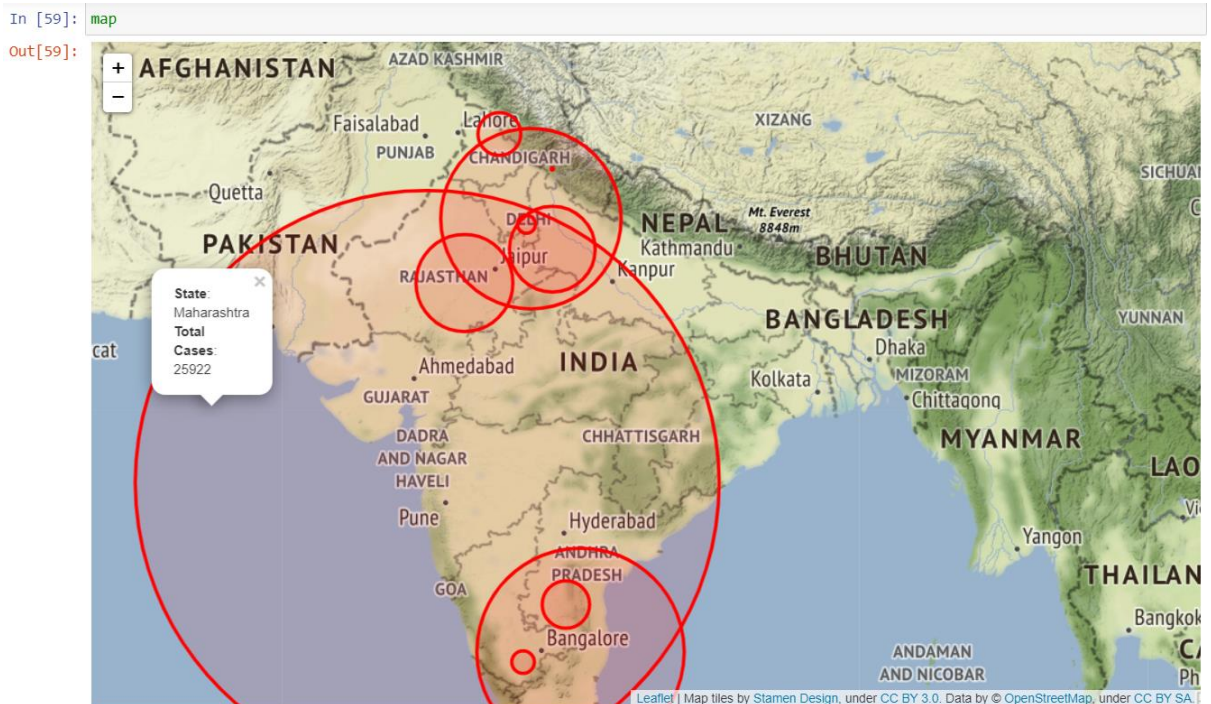 In [59]: map
Out[59]:
+
−
AFGHANISTAN
AZAD KASHMIR
Faisalabad
Lahore
PUNJAB
CHANDIGARH
XIZANG
Quetta
PAKISTAN
DELHI
NEPAL
Mt. Everest
8848m
Kathmandu
BHUTAN
Jaipur
RAJASTHAN
Kanpur
×
State:
Maharashtra
Total
Cases:
25922
cat
BANGLADESH
YUNNAN
Dhaka
INDIA
Ahmedabad
Kolkata
MIZORAM
Chittagong
GUJARAT
DADRA
AND NAGAR
HAVELI
CHHATTISGARH
MYANMAR
LAO
Pune
Hyderabad
Yangon
ANDHRA
PRADESH
GOA
THAILAN
Bangkok
Bangalore
ANDAMAN
AND NICOBAR
Ph
Leaflet | Map tiles by Stamen Design, under CC BY 3.0. Data by © OpenStreetMap, under CC BY SA.